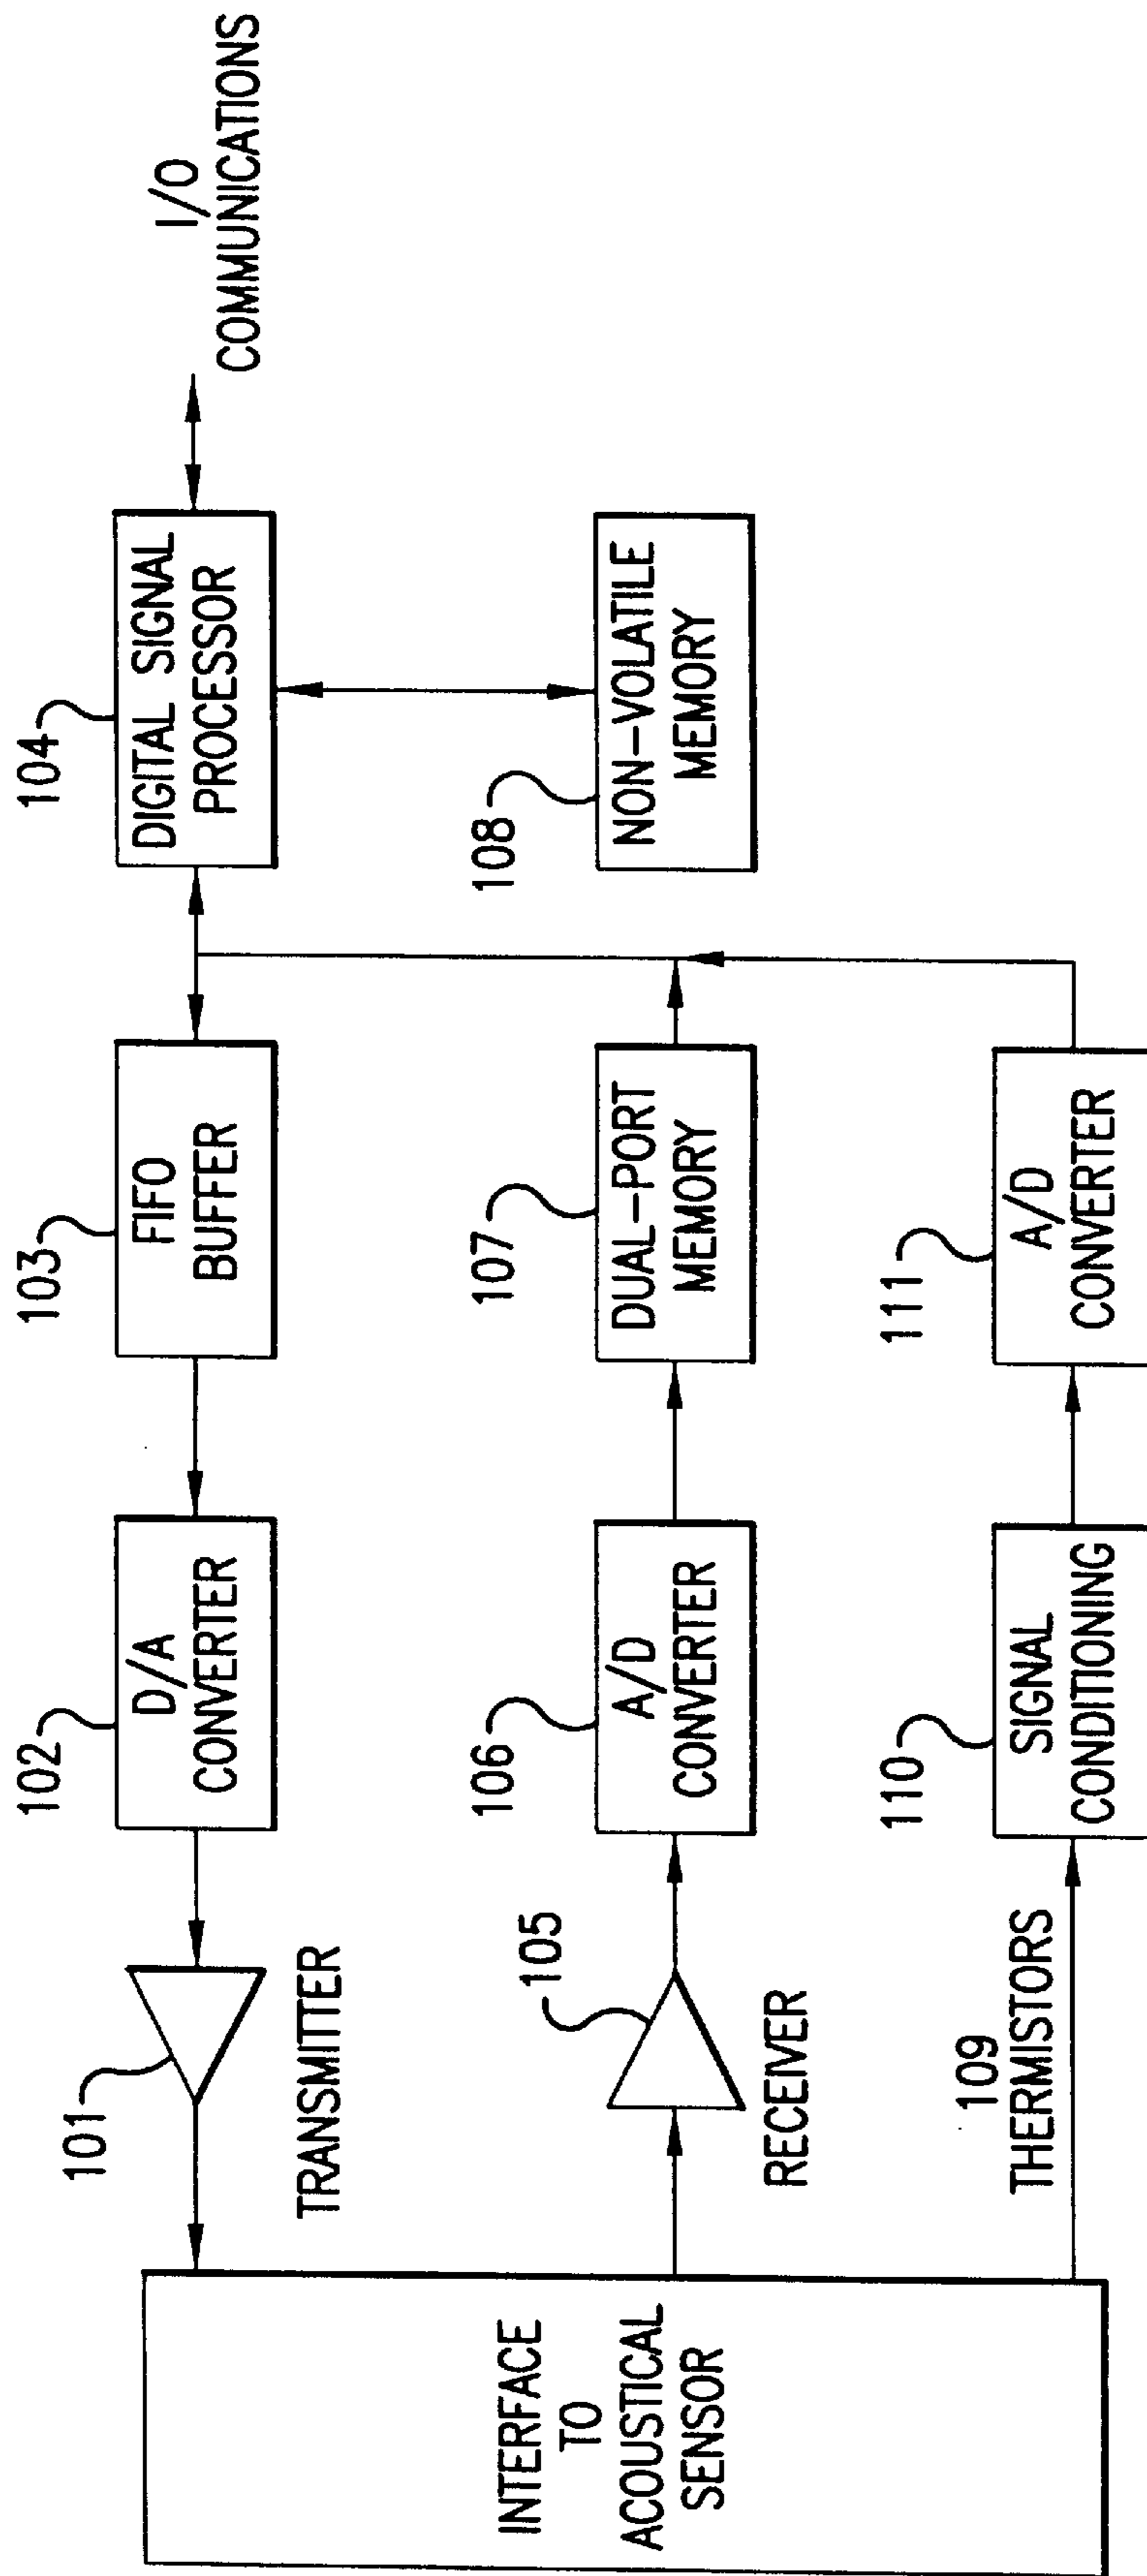 101
TRANSMITTER
102
D/A
CONVERTER
103
FIFO
BUFFER
104
DIGITAL SIGNAL
PROCESSOR
I/O
COMMUNICATIONS
INTERFACE
TO
ACOUSTICAL
SENSOR
105
RECEIVER
106
A/D
CONVERTER
107
DUAL-PORT
MEMORY
108
NON-VOLATILE
MEMORY
109
THERMISTORS
110
SIGNAL
CONDITIONING
111
A/D
CONVERTER